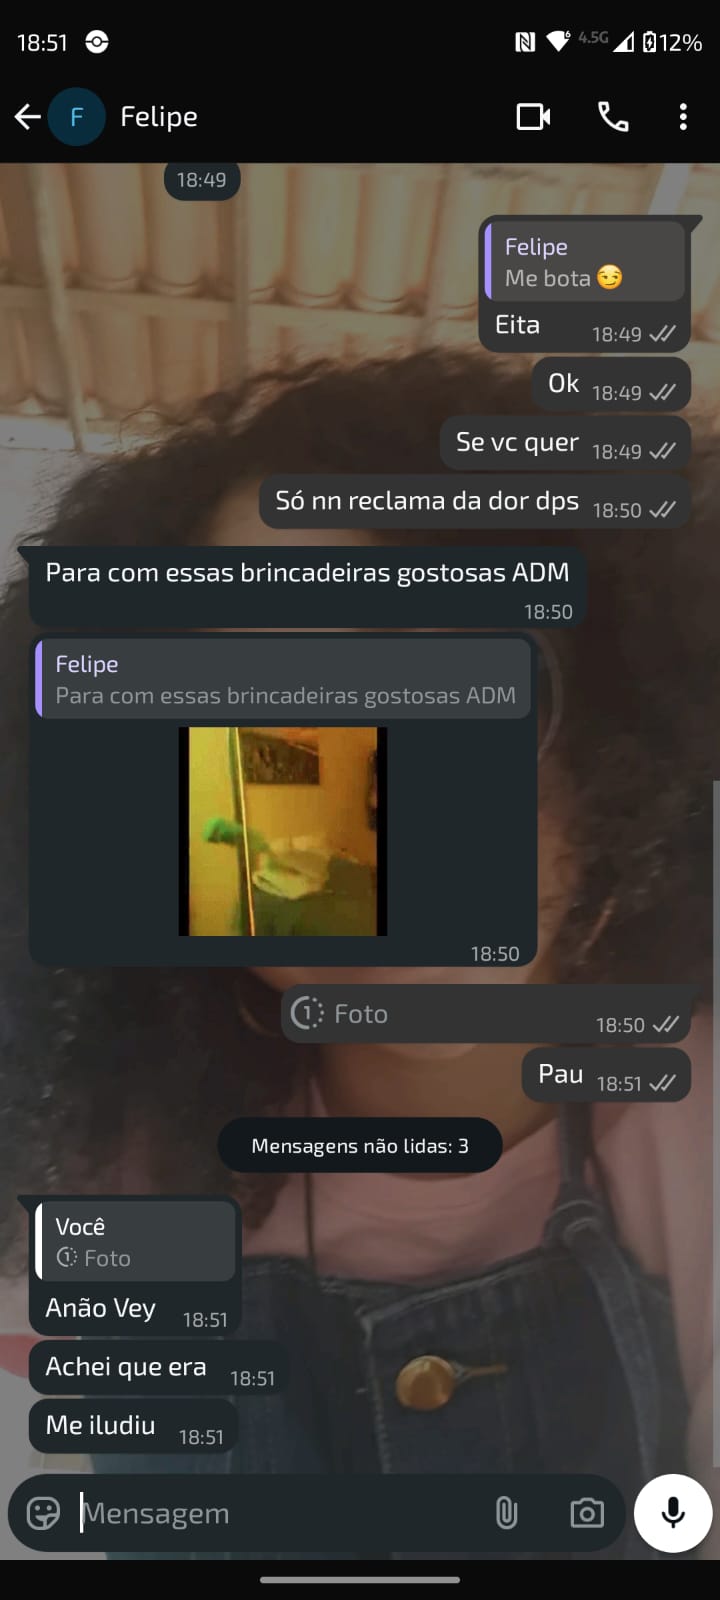 18:51
4.5G
12%
F
Felipe
18:49
Felipe
Me bota😏
Eita 18:49
Ok 18:49
Se vc quer 18:49
Só nn reclama da dor dps 18:50
Para com essas brincadeiras gostosas ADM
18:50
Felipe
Para com essas brincadeiras gostosas ADM
18:50
1 Foto 18:50
Pau 18:51
Mensagens não lidas: 3
Você
1 Foto
Anão Vey 18:51
Achei que era 18:51
Me iludiu 18:51
Mensagem